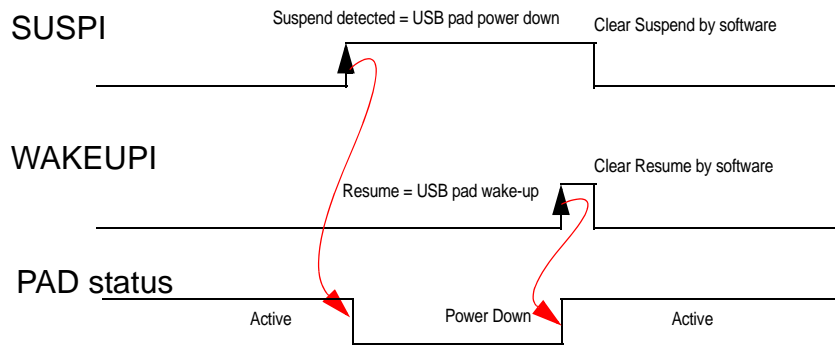 SUSPI
Suspend detected = USB pad power down
Clear Suspend by software
WAKEUPI
Resume = USB pad wake-up
Clear Resume by software
PAD status
Active
Power Down
Active